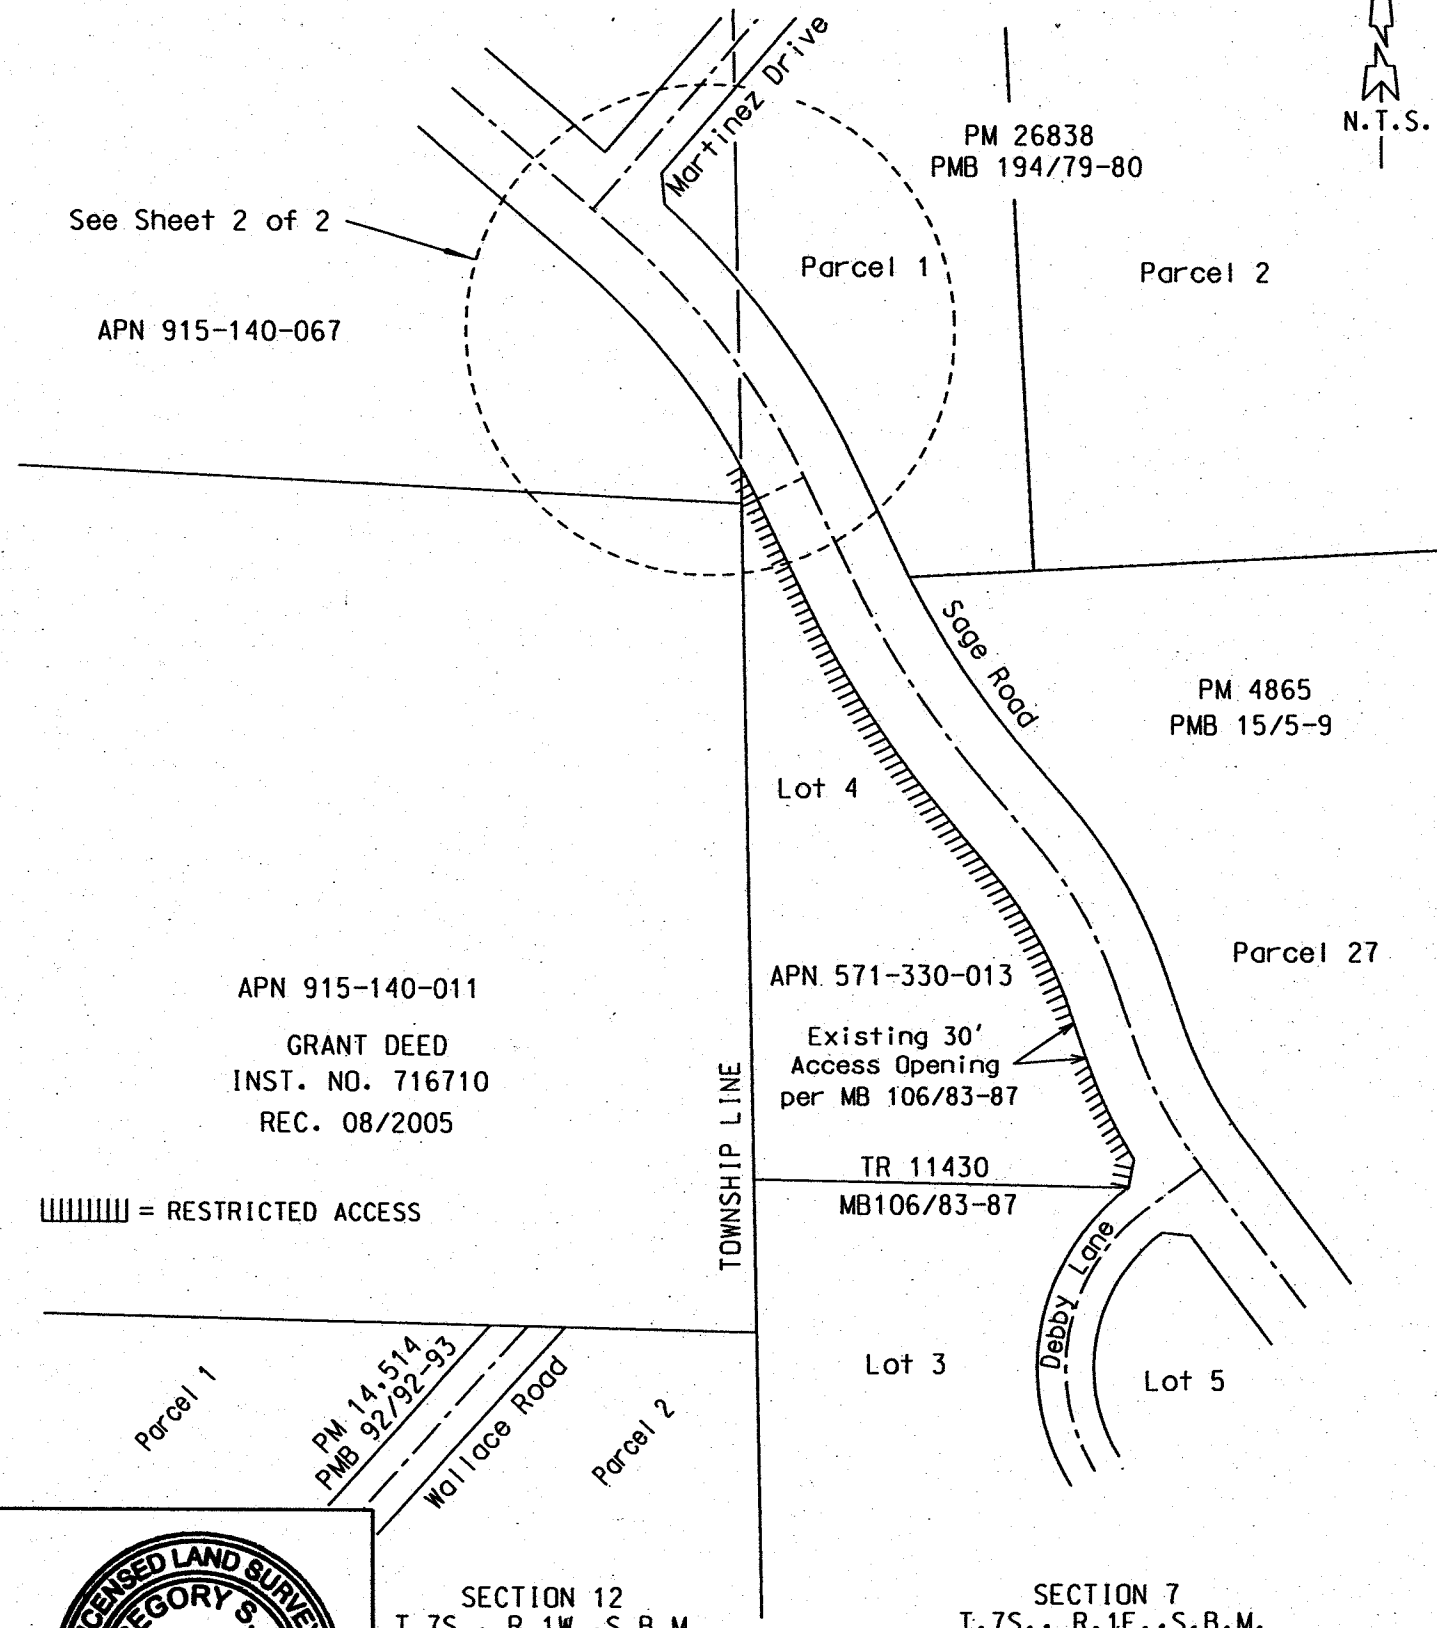 Martinez Drive
N.T.S.
PM 26838
PMB 194/79-80
See Sheet 2 of 2
Parcel 1
Parcel 2
APN 915-140-067
Sage Road
PM 4865
PMB 15/5-9
Lot 4
Parcel 27
APN 571-330-013
APN 915-140-011
GRANT DEED
INST. NO. 716710
REC. 08/2005
Existing 30'
Access Opening
per MB 106/83-87
TOWNSHIP LINE
TR 11430
MB106/83-87
= RESTRICTED ACCESS
Debby Lane
Lot 3
Lot 5
Parcel 1
PM 14,514
PMB 92/92-93
Wallace Road
Parcel 2
SECTION 12
T.7S., R.1W.,S.B.M.
SECTION 7
T.7S., R.1E.,S.B.M.
LAND
S.